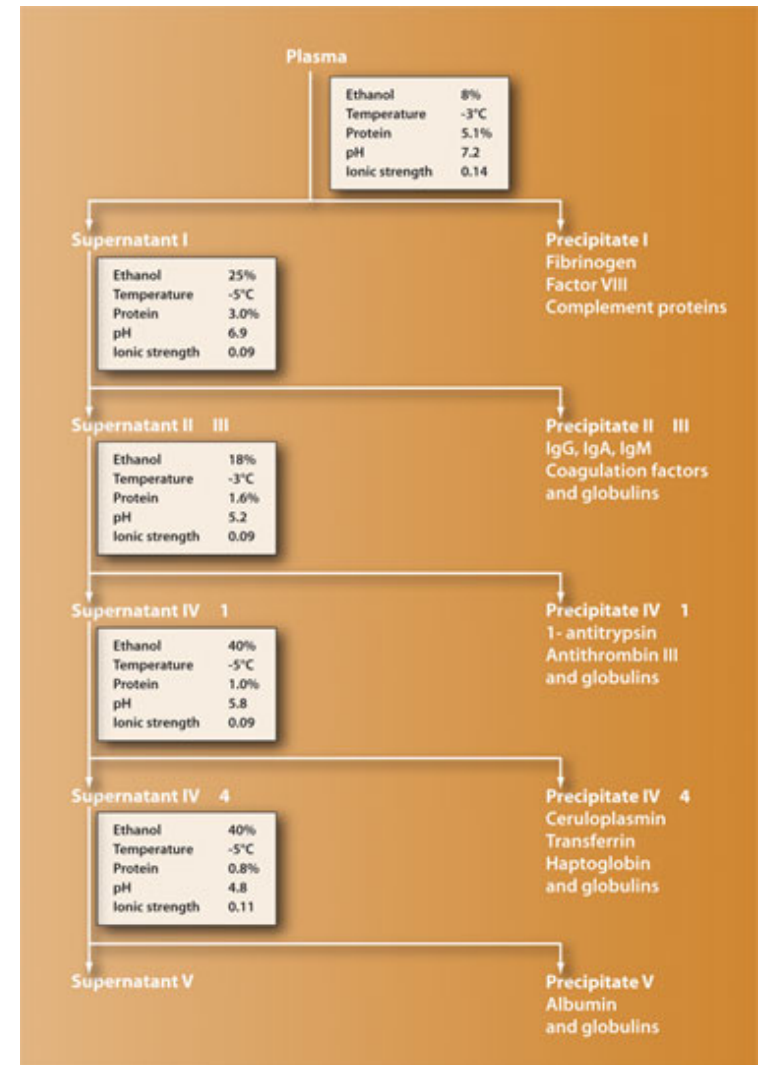 Plasma
Ethanol 8%
Temperature -3°C
Protein 5.1%
pH 7.2
Ionic strength 0.14
Supernatant I
Precipitate I
Fibrinogen
Factor VIII
Complement proteins
Ethanol 25%
Temperature -5°C
Protein 3.0%
pH 6.9
Ionic strength 0.09
Supernatant II III
Precipitate II III
IgG, IgA, IgM
Coagulation factors
and globulins
Ethanol 18%
Temperature -3°C
Protein 1.6%
pH 5.2
Ionic strength 0.09
Supernatant IV 1
Precipitate IV 1
1- antitrypsin
Antithrombin III
and globulins
Ethanol 40%
Temperature -5°C
Protein 1.0%
pH 5.8
Ionic strength 0.09
Supernatant IV 4
Precipitate IV 4
Ceruloplasmin
Transferrin
Haptoglobin
and globulins
Ethanol 40%
Temperature -5°C
Protein 0.8%
pH 4.8
Ionic strength 0.11
Supernatant V
Precipitate V
Albumin
and globulins